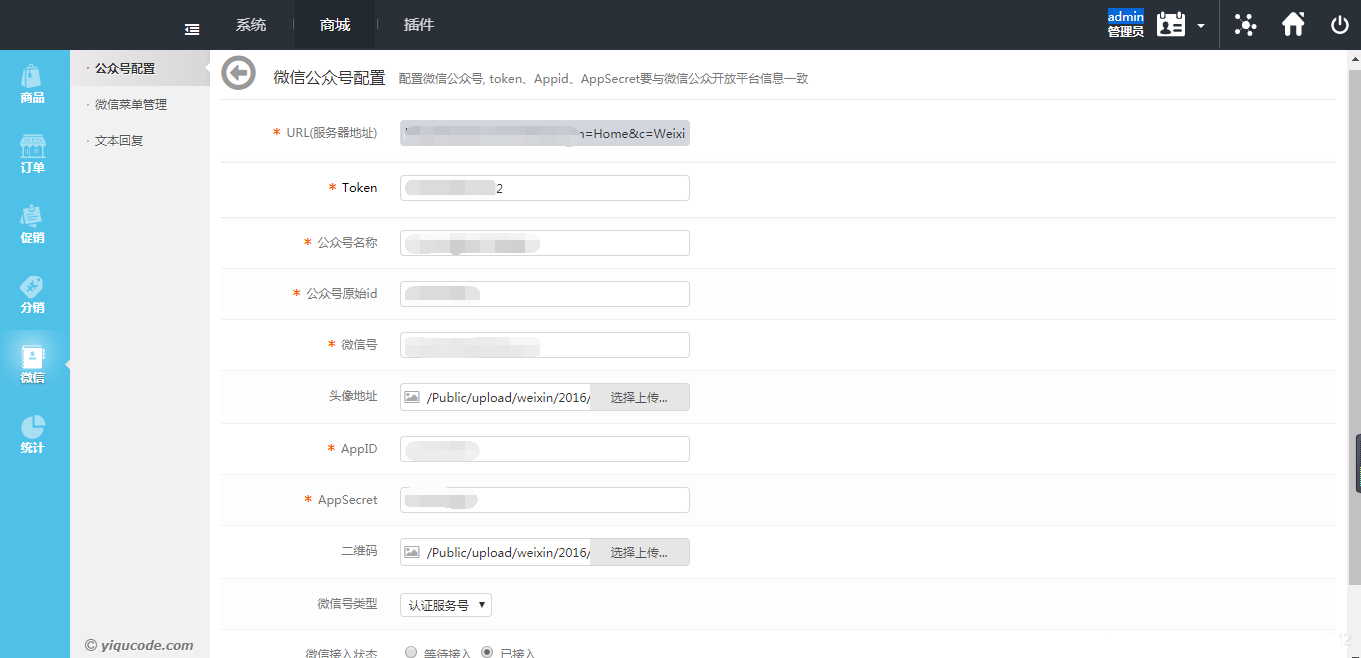 系统 商城 插件 admin
管理员
商品
订单
促销
分销
微信
统计
· 公众号配置
· 微信菜单管理
· 文本回复
© yiqucode.com
微信公众号配置 配置微信公众号, token、Appid、AppSecret要与微信公众开放平台信息一致
* URL(服务器地址) =Home&c=Weixi
* Token 2
* 公众号名称
* 公众号原始id
* 微信号
头像地址 /Public/upload/weixin/2016/ 选择上传...
* AppID
* AppSecret
二维码 /Public/upload/weixin/2016/ 选择上传...
微信号类型 认证服务号
微信接入状态 等待接入 已接入